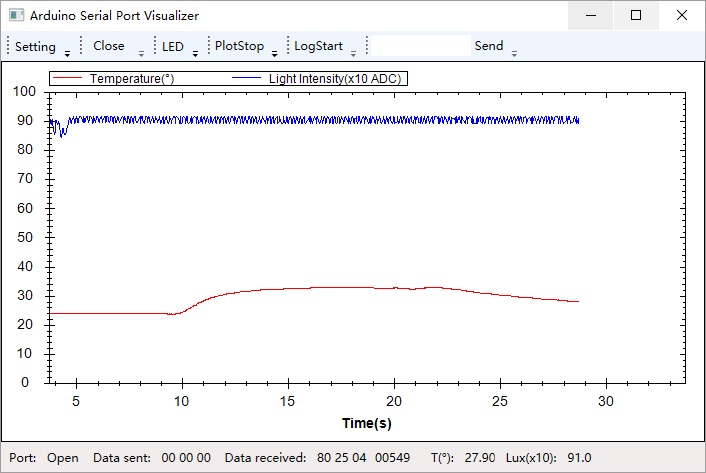 Arduino Serial Port Visualizer
Setting Close LED PlotStop LogStart Send
Temperature(°) Light Intensity(x10 ADC)
100
90
80
70
60
50
40
30
20
10
0
5 10 15 20 25 30
Time(s)
Port: Open Data sent: 00 00 00 Data received: 80 25 04 00549 T(°): 27.90 Lux(x10): 91.0